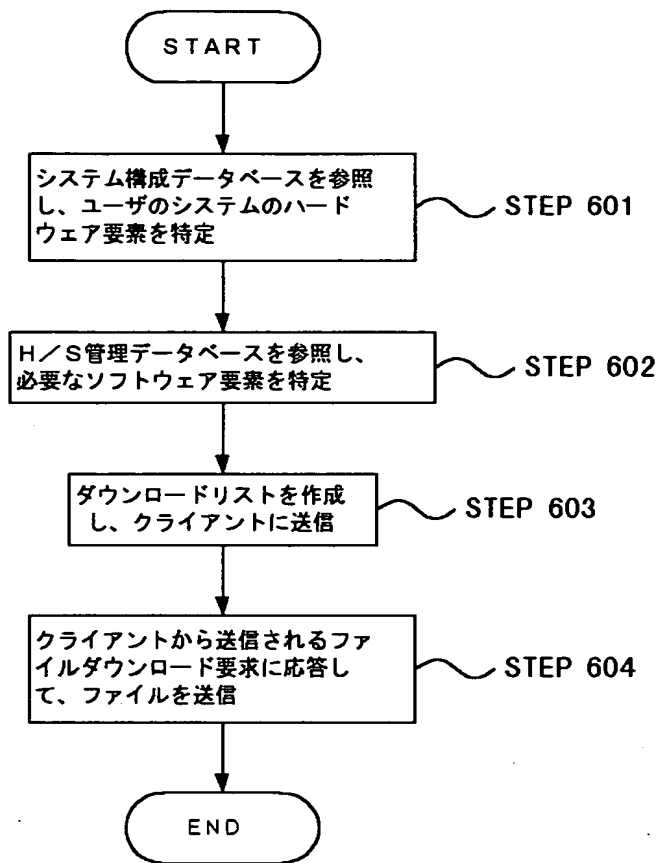 START
システム構成データベースを参照
し、ユーザのシステムのハード
ウェア要素を特定
STEP 601
H/S管理データベースを参照し、
必要なソフトウェア要素を特定
STEP 602
ダウンロードリストを作成
し、クライアントに送信
STEP 603
クライアントから送信されるファ
イルダウンロード要求に応答し
て、ファイルを送信
STEP 604
END